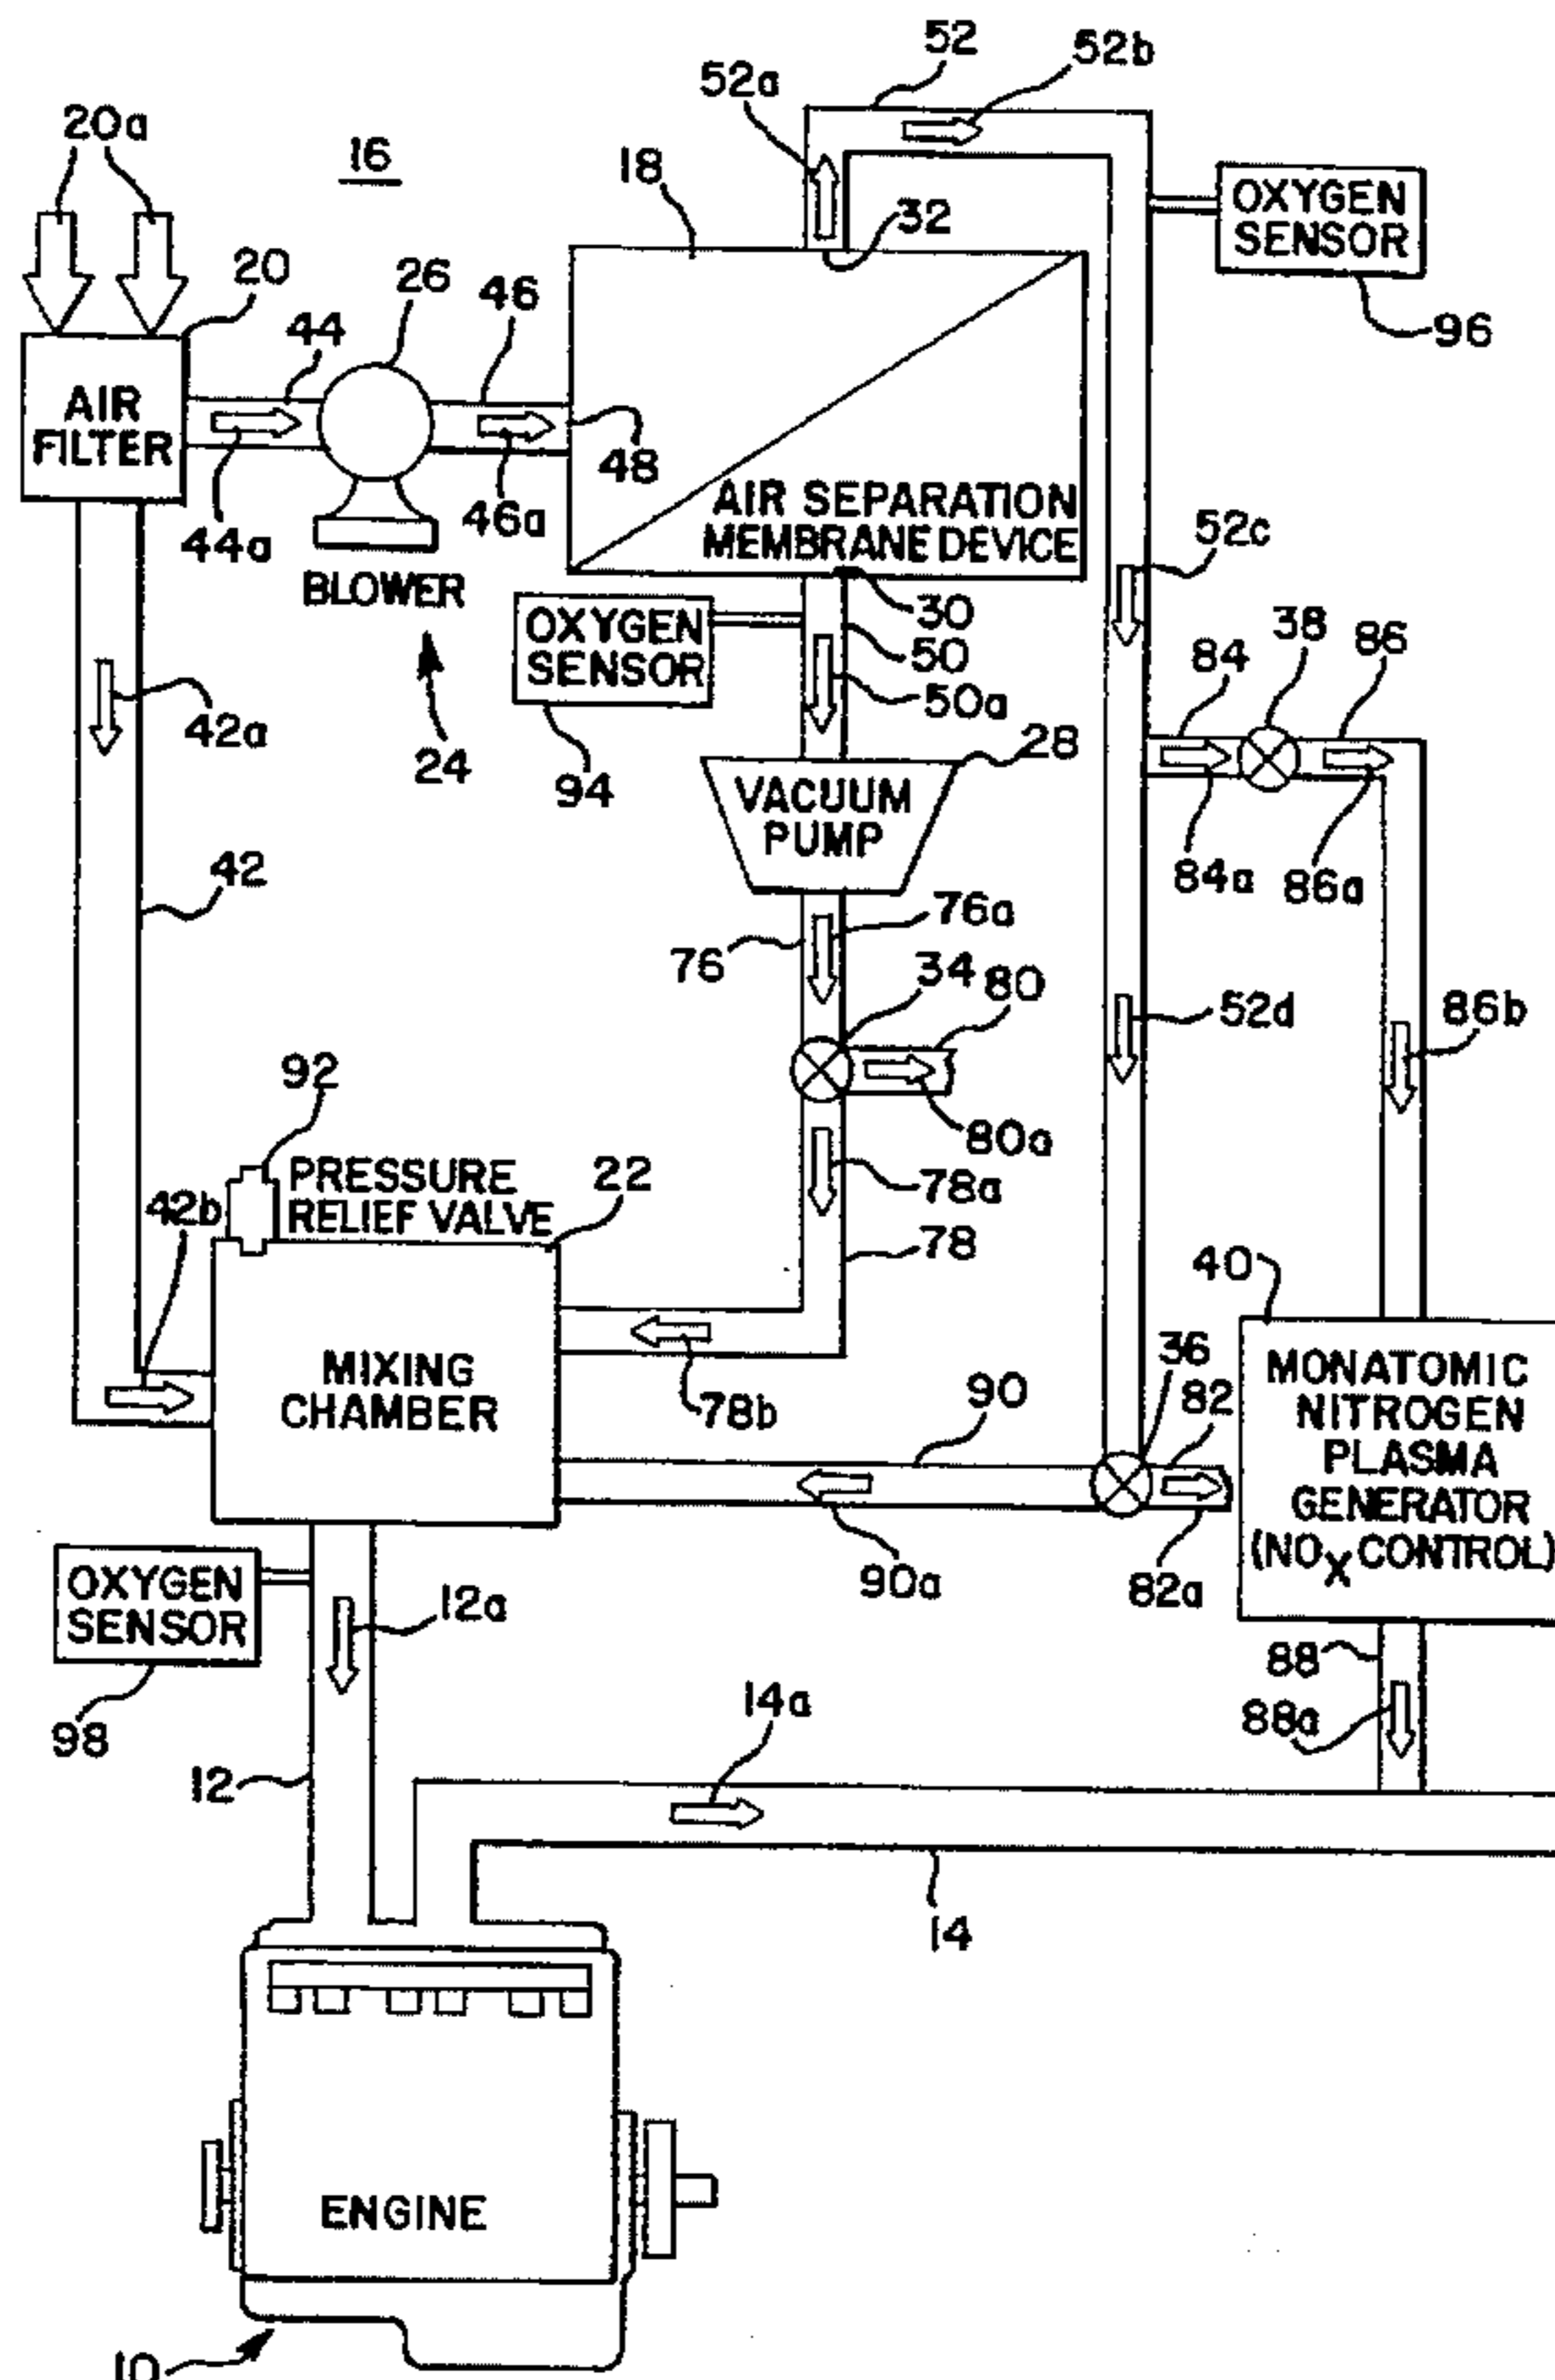 52
52b
52a
20a
16
18
OXYGEN
SENSOR
32
20
26
46
44
96
AIR
FILTER
48
AIR SEPARATION
MEMBRANE DEVICE
44a
46a
52c
BLOWER
30
OXYGEN
SENSOR
50
38
86
84
50a
42a
24
94
28
VACUUM
PUMP
42
84a
86a
76a
76
34
80
52d
86b
92
80a
PRESSURE
RELIEF VALVE
22
42b
78a
78
40
MIXING
CHAMBER
36
MONATOMIC
NITROGEN
PLASMA
GENERATOR
(NOX CONTROL)
78b
90
82
90a
82a
OXYGEN
SENSOR
12a
88
98
14a
88a
12
14
ENGINE
10